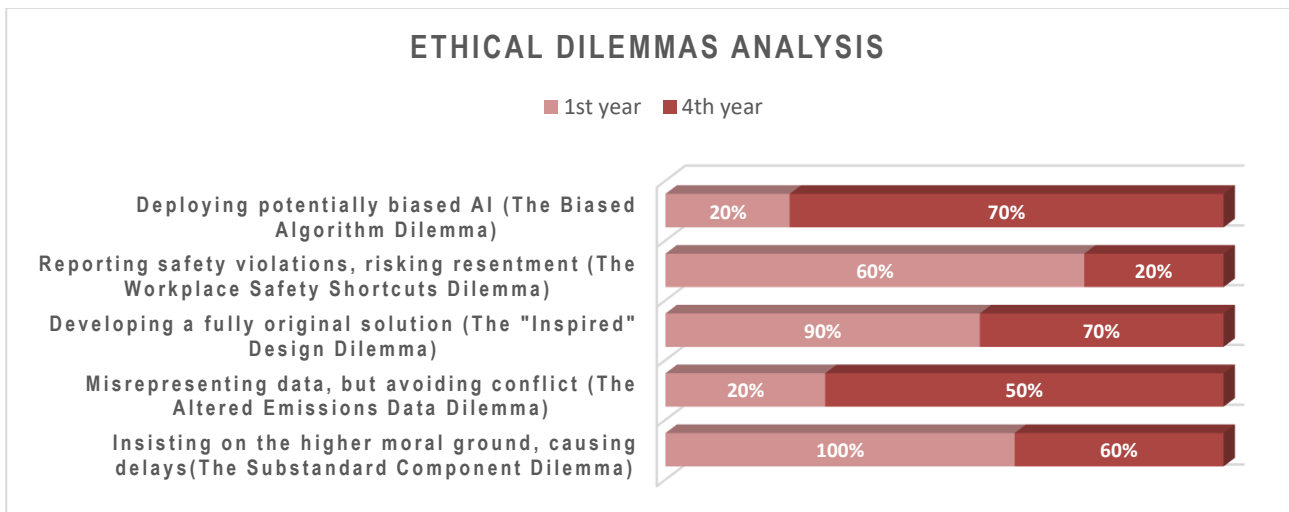 ETHICAL DILEMMAS ANALYSIS
1st year 4th year
Deploying potentially biased AI (The Biased
Algorithm Dilemma)
20% 70%
Reporting safety violations, risking resentment (The
Workplace Safety Shortcuts Dilemma)
60% 20%
Developing a fully original solution (The "Inspired"
Design Dilemma)
90% 70%
Misrepresenting data, but avoiding conflict (The
Altered Emissions Data Dilemma)
20% 50%
Insisting on the higher moral ground, causing
delays(The Substandard Component Dilemma)
100% 60%